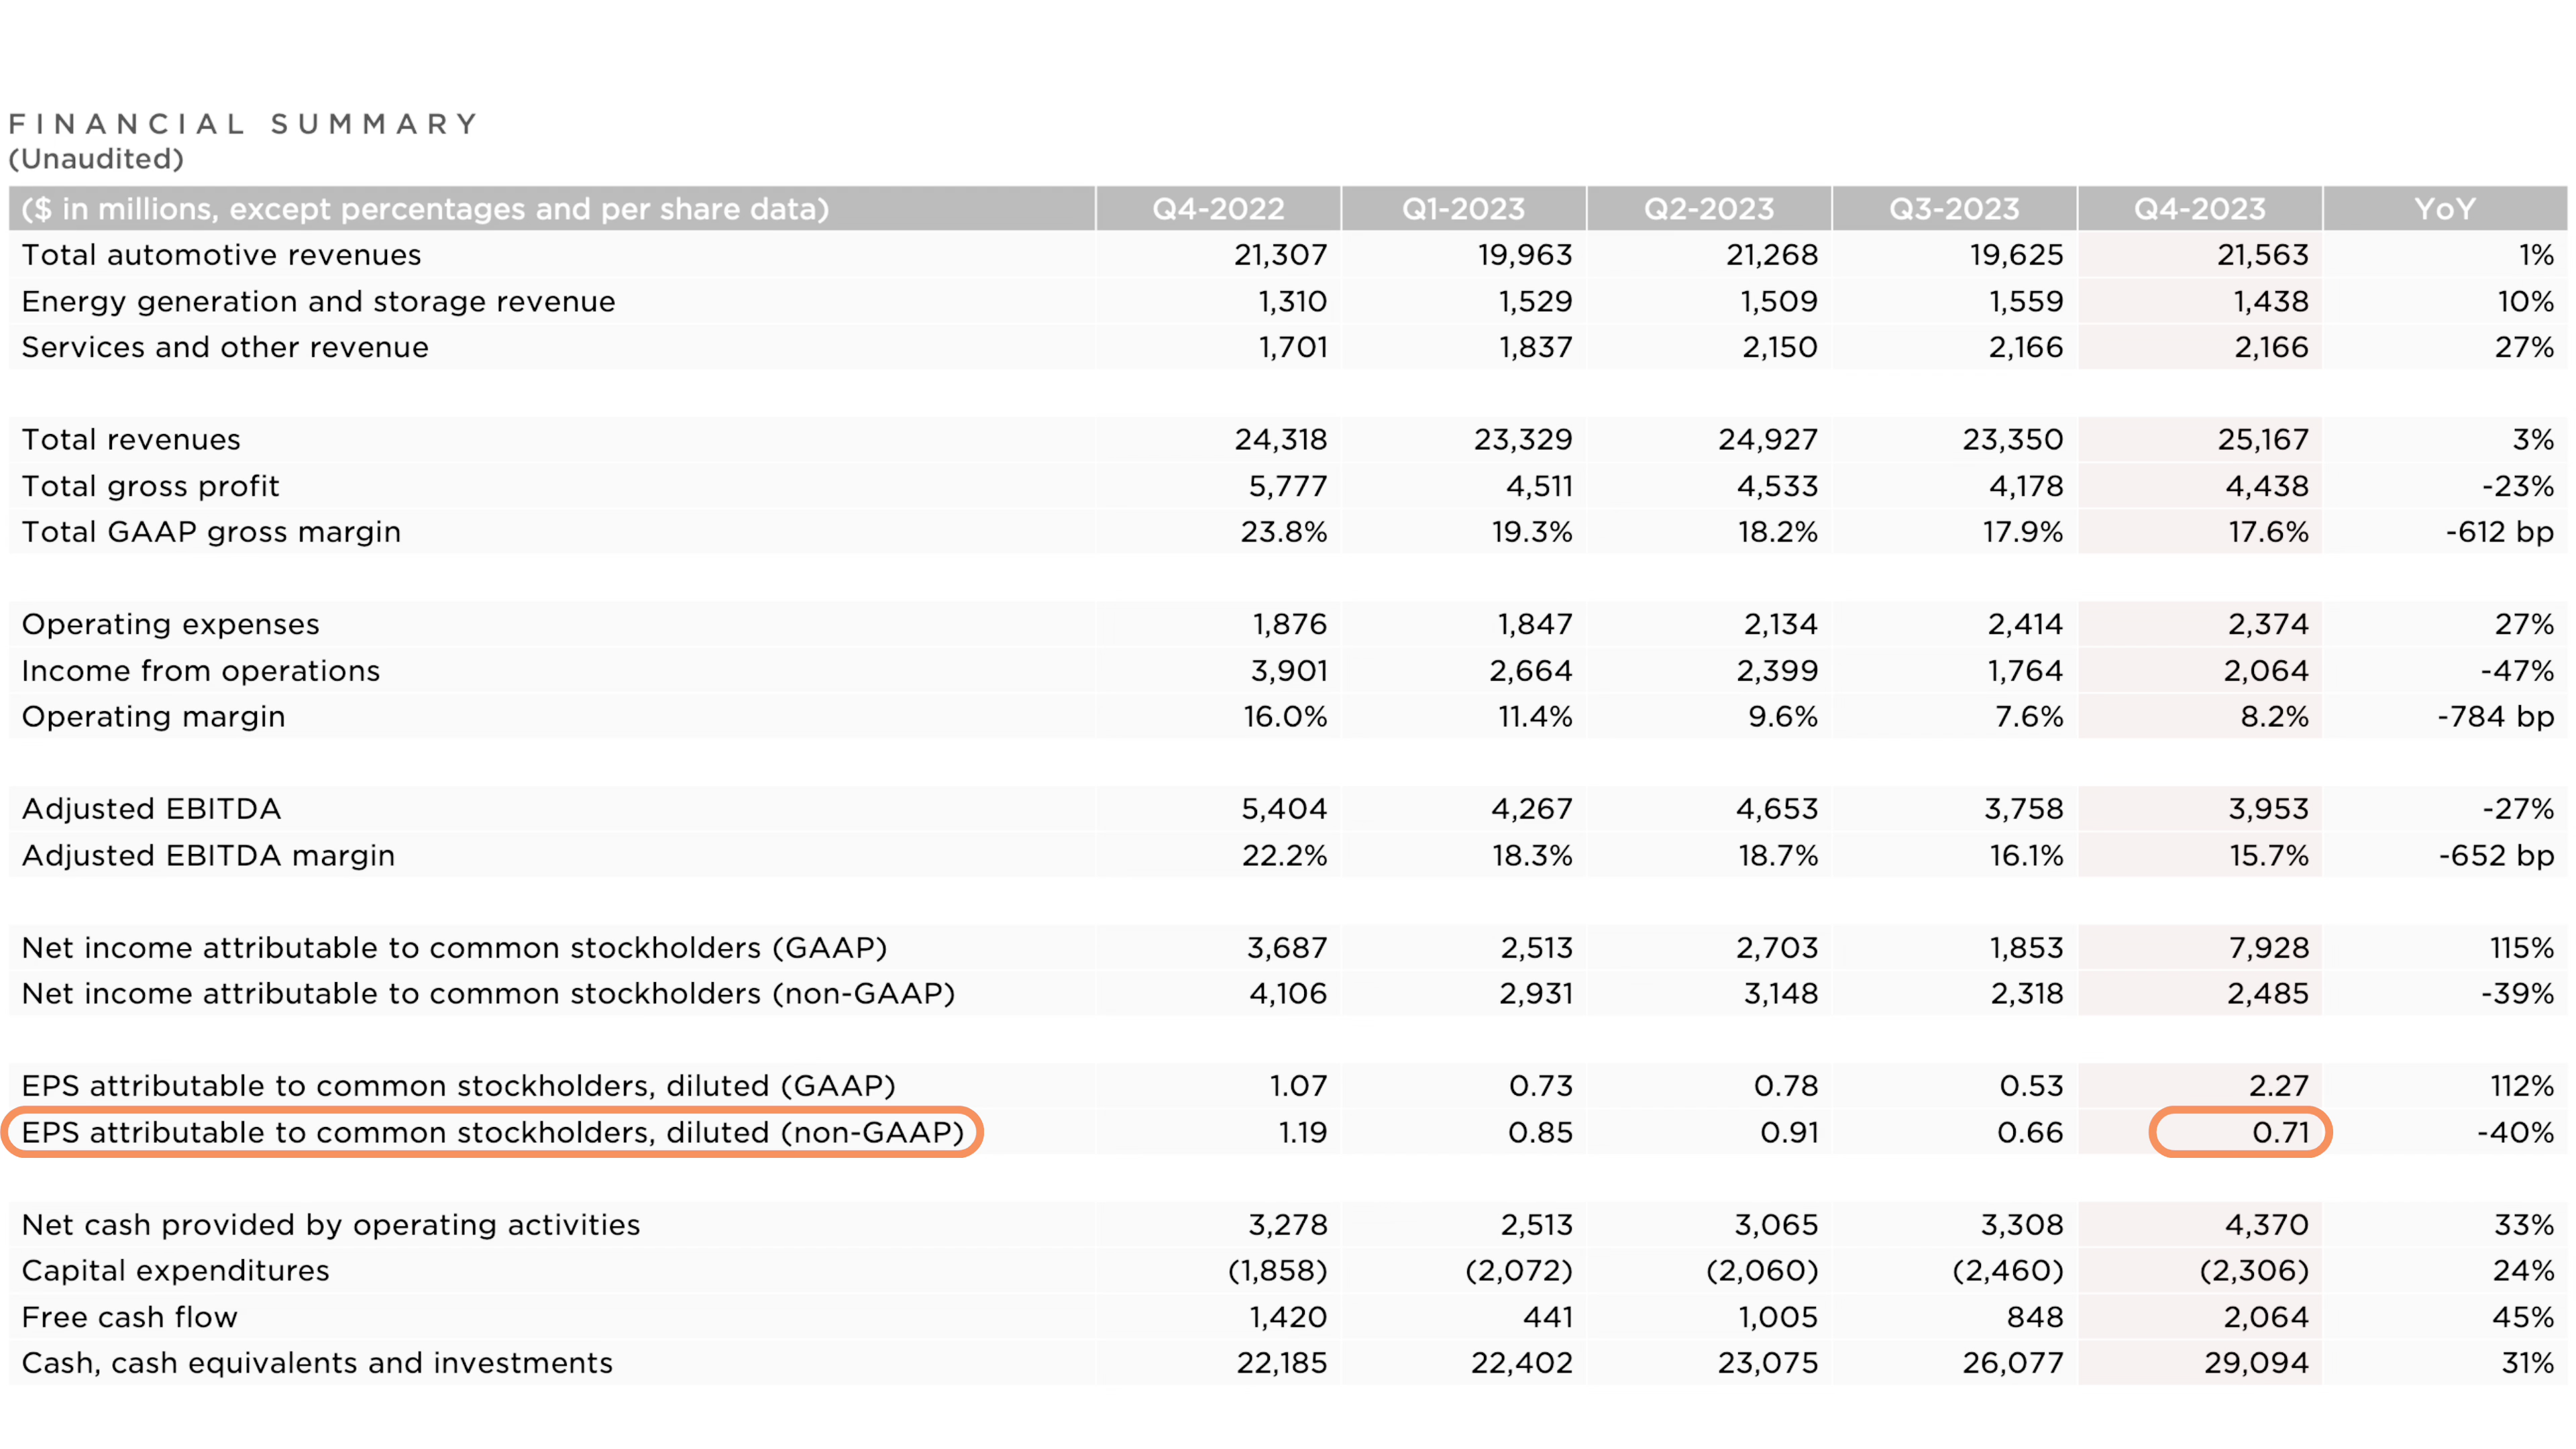 FINANCIAL SUMMARY
(Unaudited)
($ in millions, except percentages and per share data) Q4-2022 Q1-2023 Q2-2023 Q3-2023 Q4-2023 YoY
Total automotive revenues 21,307 19,963 21,268 19,625 21,563 1%
Energy generation and storage revenue 1,310 1,529 1,509 1,559 1,438 10%
Services and other revenue 1,701 1,837 2,150 2,166 2,166 27%
Total revenues 24,318 23,329 24,927 23,350 25,167 3%
Total gross profit 5,777 4,511 4,533 4,178 4,438 -23%
Total GAAP gross margin 23.8% 19.3% 18.2% 17.9% 17.6% -612 bp
Operating expenses 1,876 1,847 2,134 2,414 2,374 27%
Income from operations 3,901 2,664 2,399 1,764 2,064 -47%
Operating margin 16.0% 11.4% 9.6% 7.6% 8.2% -784 bp
Adjusted EBITDA 5,404 4,267 4,653 3,758 3,953 -27%
Adjusted EBITDA margin 22.2% 18.3% 18.7% 16.1% 15.7% -652 bp
Net income attributable to common stockholders (GAAP) 3,687 2,513 2,703 1,853 7,928 115%
Net income attributable to common stockholders (non-GAAP) 4,106 2,931 3,148 2,318 2,485 -39%
EPS attributable to common stockholders, diluted (GAAP) 1.07 0.73 0.78 0.53 2.27 112%
EPS attributable to common stockholders, diluted (non-GAAP) 1.19 0.85 0.91 0.66 0.71 -40%
Net cash provided by operating activities 3,278 2,513 3,065 3,308 4,370 33%
Capital expenditures (1,858) (2,072) (2,060) (2,460) (2,306) 24%
Free cash flow 1,420 441 1,005 848 2,064 45%
Cash, cash equivalents and investments 22,185 22,402 23,075 26,077 29,094 31%